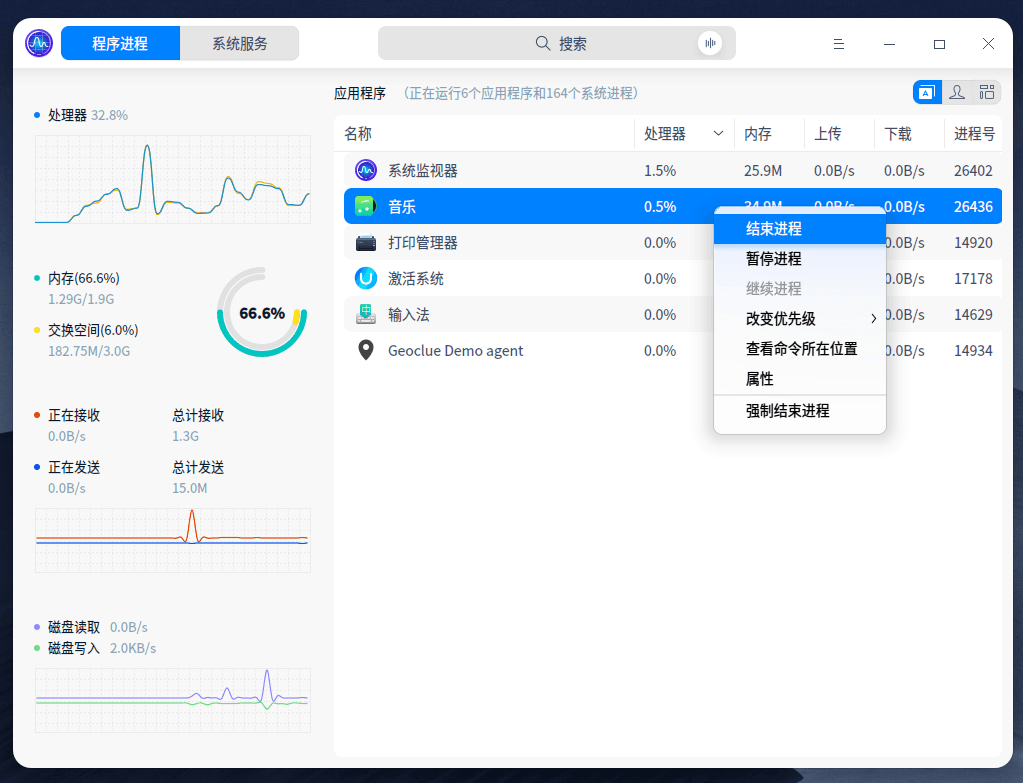 程序进程 系统服务 搜索
应用程序 （正在运行6个应用程序和164个系统进程）
处理器 32.8%
内存(66.6%)
1.29G/1.9G
交换空间(6.0%)
182.75M/3.0G
66.6%
正在接收 总计接收
0.0B/s 1.3G
正在发送 总计发送
0.0B/s 15.0M
磁盘读取 0.0B/s
磁盘写入 2.0KB/s
名称 处理器 内存 上传 下载 进程号
系统监视器 1.5% 25.9M 0.0B/s 0.0B/s 26402
音乐 0.5% 34.9M 0.0B/s 0.0B/s 26436
打印管理器 0.0% 0.0B/s 14920
激活系统 0.0% 0.0B/s 17178
输入法 0.0% 0.0B/s 14629
Geoclue Demo agent 0.0% 0.0B/s 14934
结束进程
暂停进程
继续进程
改变优先级
查看命令所在位置
属性
强制结束进程